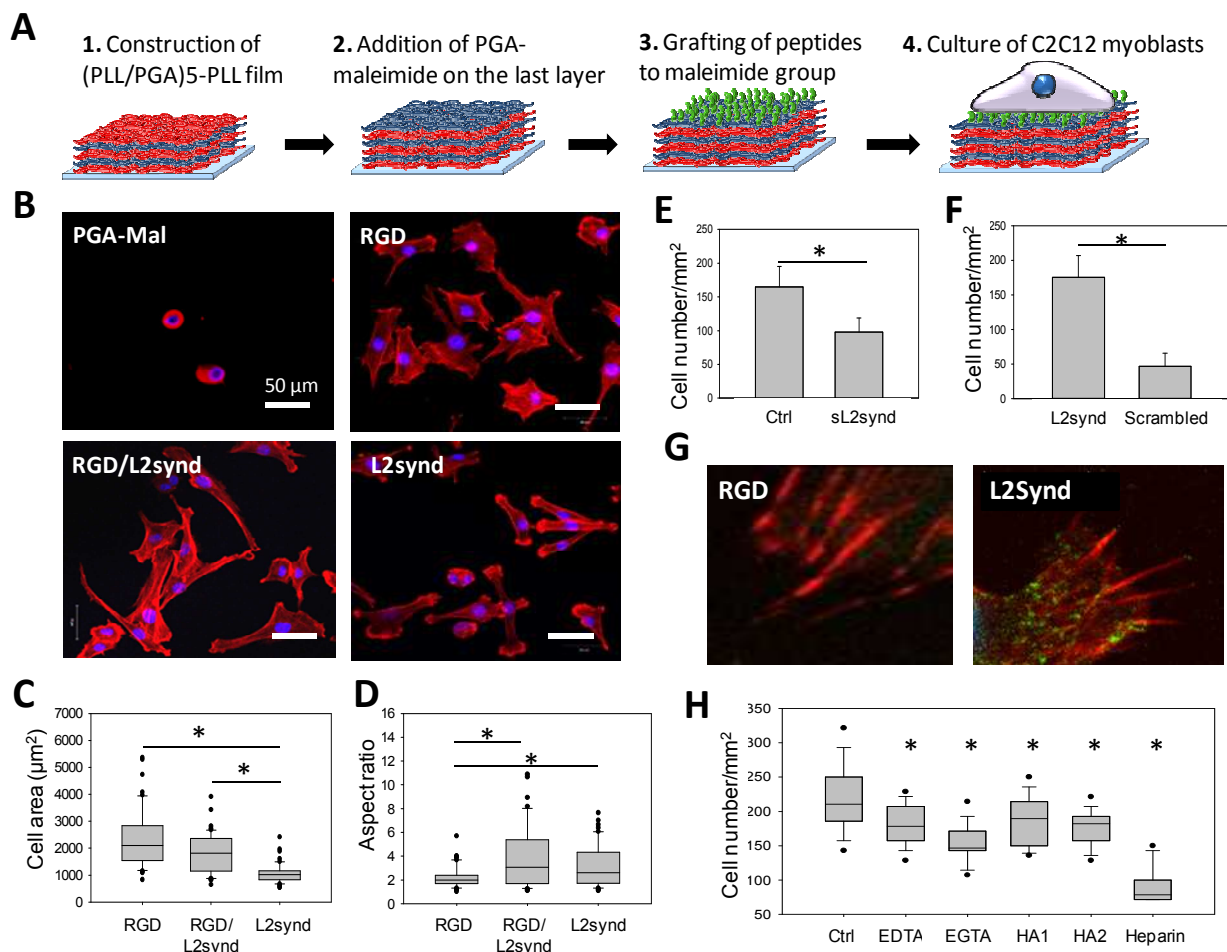 A
1. Construction of
(PLL/PGA)5-PLL film
2. Addition of PGA-
maleimide on the last layer
3. Grafting of peptides
to maleimide group
4. Culture of C2C12 myoblasts
B
PGA-Mal
50 µm
RGD
RGD/L2synd
L2synd
C
Cell area (µm²)
7000
6000
5000
4000
3000
2000
1000
0
*
*
RGD
RGD/
L2synd
L2synd
D
Aspect ratio
16
14
12
10
8
6
4
2
0
*
*
RGD
RGD/
L2synd
L2synd
E
Cell number/mm²
250
200
150
100
50
0
*
Ctrl
sL2synd
F
Cell number/mm²
250
200
150
100
50
0
*
L2synd
Scrambled
G
RGD
L2Synd
H
Cell number/mm²
350
300
250
200
150
100
50
* * * * *
Ctrl EDTA EGTA HA1 HA2 Heparin